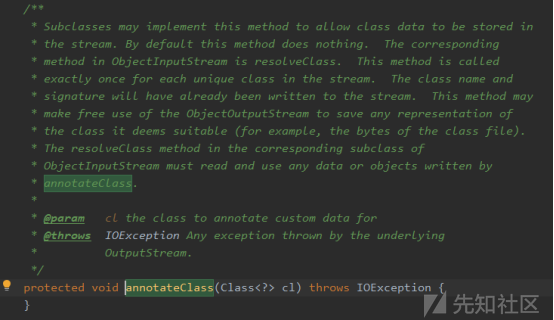 /**
* Subclasses may implement this method to allow class data to be stored in
* the stream. By default this method does nothing. The corresponding
* method in ObjectInputStream is resolveClass. This method is called
* exactly once for each unique class in the stream. The class name and
* signature will have already been written to the stream. This method may
* make free use of the ObjectOutputStream to save any representation of
* the class it deems suitable (for example, the bytes of the class file).
* The resolveClass method in the corresponding subclass of
* ObjectInputStream must read and use any data or objects written by
* annotateClass.
*
* @param cl the class to annotate custom data for
* @throws IOException Any exception thrown by the underlying
* OutputStream.
*/
protected void annotateClass(Class<?> cl) throws IOException {
}
先知社区